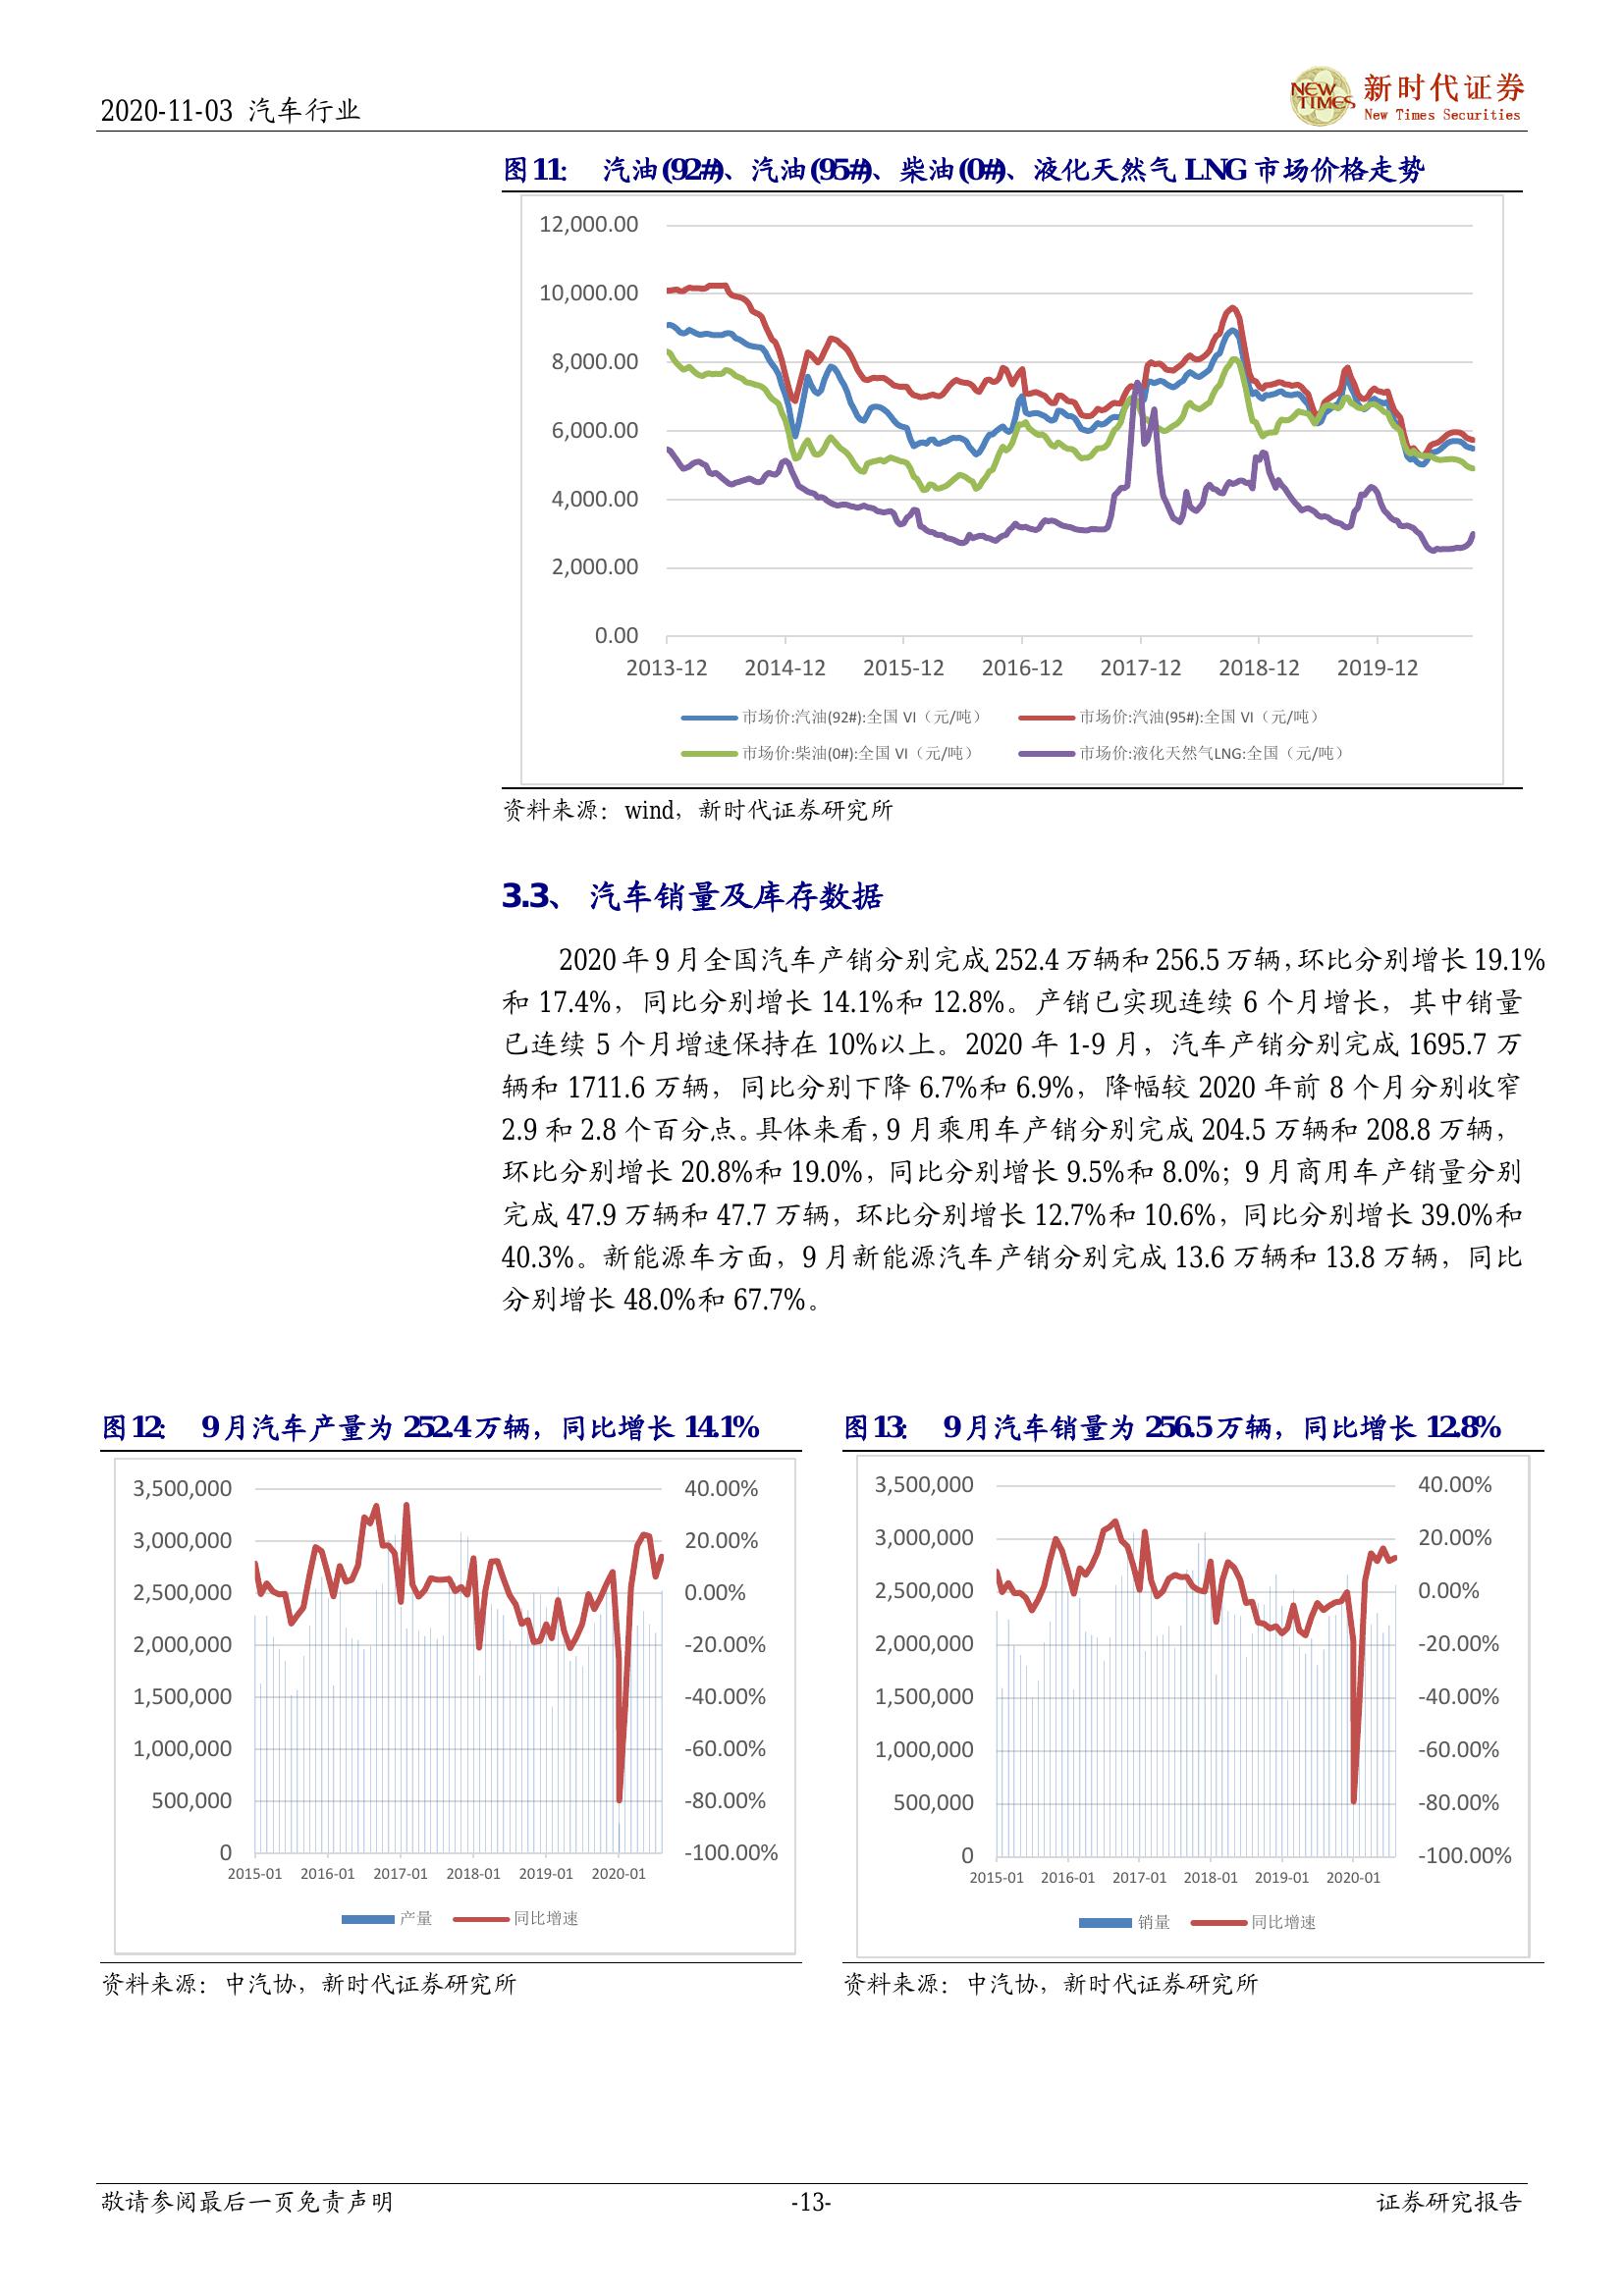 2020-11-03 汽车行业
NEW TIMES 新时代证券
New Times Securities
图11: 汽油(92#)、汽油(95#)、柴油(0#)、液化天然气 LNG 市场价格走势
12,000.00
10,000.00
8,000.00
6,000.00
4,000.00
2,000.00
0.00
2013-12 2014-12 2015-12 2016-12 2017-12 2018-12 2019-12
市场价:汽油(92#):全国 VI（元/吨） 市场价:汽油(95#):全国 VI（元/吨）
市场价:柴油(0#):全国 VI（元/吨） 市场价:液化天然气LNG:全国（元/吨）
资料来源：wind，新时代证券研究所
3.3、 汽车销量及库存数据
2020 年 9 月全国汽车产销分别完成 252.4 万辆和 256.5 万辆，环比分别增长 19.1%
和 17.4%，同比分别增长 14.1%和 12.8%。产销已实现连续 6 个月增长，其中销量
已连续 5 个月增速保持在 10%以上。2020 年 1-9 月，汽车产销分别完成 1695.7 万
辆和 1711.6 万辆，同比分别下降 6.7%和 6.9%，降幅较 2020 年前 8 个月分别收窄
2.9 和 2.8 个百分点。具体来看，9 月乘用车产销分别完成 204.5 万辆和 208.8 万辆，
环比分别增长 20.8%和 19.0%，同比分别增长 9.5%和 8.0%；9 月商用车产销量分别
完成 47.9 万辆和 47.7 万辆，环比分别增长 12.7%和 10.6%，同比分别增长 39.0%和
40.3%。新能源车方面，9 月新能源汽车产销分别完成 13.6 万辆和 13.8 万辆，同比
分别增长 48.0%和 67.7%。
图12: 9月汽车产量为 252.4 万辆，同比增长 14.1%
3,500,000 40.00%
3,000,000 20.00%
2,500,000 0.00%
2,000,000 -20.00%
1,500,000 -40.00%
1,000,000 -60.00%
500,000 -80.00%
0 -100.00%
2015-01 2016-01 2017-01 2018-01 2019-01 2020-01
产量 同比增速
资料来源：中汽协，新时代证券研究所
图13: 9月汽车销量为 256.5 万辆，同比增长 12.8%
3,500,000 40.00%
3,000,000 20.00%
2,500,000 0.00%
2,000,000 -20.00%
1,500,000 -40.00%
1,000,000 -60.00%
500,000 -80.00%
0 -100.00%
2015-01 2016-01 2017-01 2018-01 2019-01 2020-01
销量 同比增速
资料来源：中汽协，新时代证券研究所
敬请参阅最后一页免责声明 -13- 证券研究报告